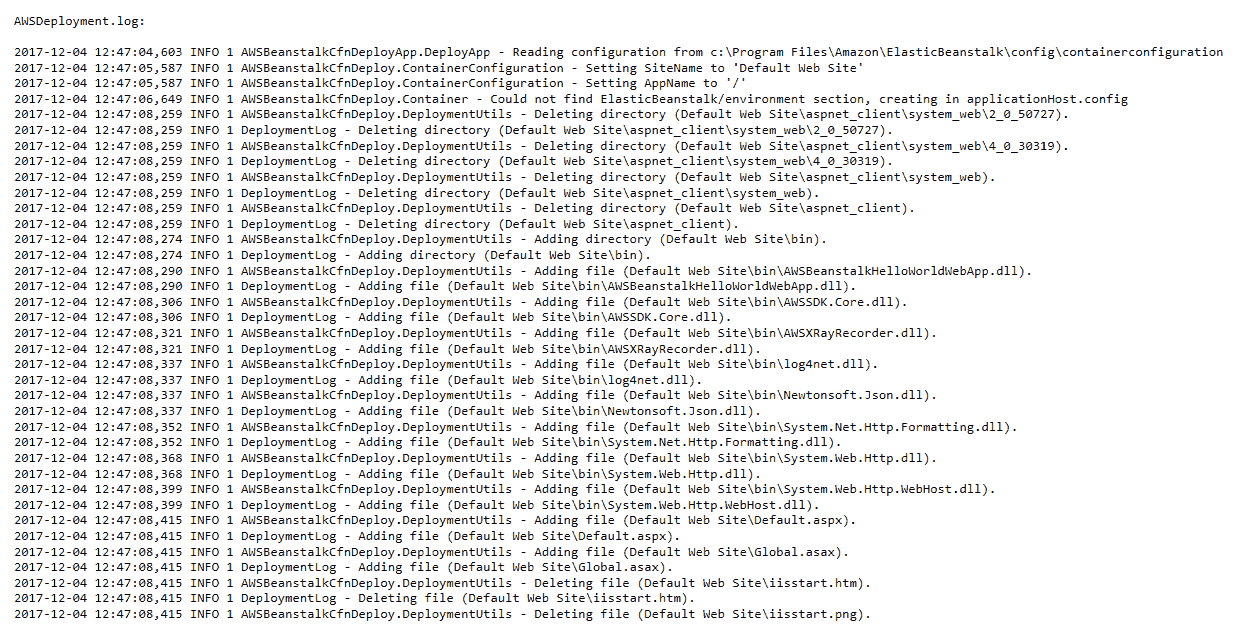 AWSDeployment.log:
2017-12-04 12:47:04,603 INFO 1 AWSBeanstalkCfnDeployApp.DeployApp - Reading configuration from c:\Program Files\Amazon\ElasticBeanstalk\config\containerconfiguration
2017-12-04 12:47:05,587 INFO 1 AWSBeanstalkCfnDeploy.ContainerConfiguration - Setting SiteName to 'Default Web Site'
2017-12-04 12:47:05,587 INFO 1 AWSBeanstalkCfnDeploy.ContainerConfiguration - Setting AppName to '/'
2017-12-04 12:47:06,649 INFO 1 AWSBeanstalkCfnDeploy.Container - Could not find ElasticBeanstalk/environment section, creating in applicationHost.config
2017-12-04 12:47:08,259 INFO 1 AWSBeanstalkCfnDeploy.DeploymentUtils - Deleting directory (Default Web Site\aspnet_client\system_web\2_0_50727).
2017-12-04 12:47:08,259 INFO 1 DeploymentLog - Deleting directory (Default Web Site\aspnet_client\system_web\2_0_50727).
2017-12-04 12:47:08,259 INFO 1 AWSBeanstalkCfnDeploy.DeploymentUtils - Deleting directory (Default Web Site\aspnet_client\system_web\4_0_30319).
2017-12-04 12:47:08,259 INFO 1 DeploymentLog - Deleting directory (Default Web Site\aspnet_client\system_web\4_0_30319).
2017-12-04 12:47:08,259 INFO 1 AWSBeanstalkCfnDeploy.DeploymentUtils - Deleting directory (Default Web Site\aspnet_client\system_web).
2017-12-04 12:47:08,259 INFO 1 DeploymentLog - Deleting directory (Default Web Site\aspnet_client\system_web).
2017-12-04 12:47:08,259 INFO 1 AWSBeanstalkCfnDeploy.DeploymentUtils - Deleting directory (Default Web Site\aspnet_client).
2017-12-04 12:47:08,259 INFO 1 DeploymentLog - Deleting directory (Default Web Site\aspnet_client).
2017-12-04 12:47:08,274 INFO 1 AWSBeanstalkCfnDeploy.DeploymentUtils - Adding directory (Default Web Site\bin).
2017-12-04 12:47:08,274 INFO 1 DeploymentLog - Adding directory (Default Web Site\bin).
2017-12-04 12:47:08,290 INFO 1 AWSBeanstalkCfnDeploy.DeploymentUtils - Adding file (Default Web Site\bin\AWSBeanstalkHelloWorldWebApp.dll).
2017-12-04 12:47:08,290 INFO 1 DeploymentLog - Adding file (Default Web Site\bin\AWSBeanstalkHelloWorldWebApp.dll).
2017-12-04 12:47:08,306 INFO 1 AWSBeanstalkCfnDeploy.DeploymentUtils - Adding file (Default Web Site\bin\AWSSDK.Core.dll).
2017-12-04 12:47:08,306 INFO 1 DeploymentLog - Adding file (Default Web Site\bin\AWSSDK.Core.dll).
2017-12-04 12:47:08,321 INFO 1 AWSBeanstalkCfnDeploy.DeploymentUtils - Adding file (Default Web Site\bin\AWSXRayRecorder.dll).
2017-12-04 12:47:08,321 INFO 1 DeploymentLog - Adding file (Default Web Site\bin\AWSXRayRecorder.dll).
2017-12-04 12:47:08,337 INFO 1 AWSBeanstalkCfnDeploy.DeploymentUtils - Adding file (Default Web Site\bin\log4net.dll).
2017-12-04 12:47:08,337 INFO 1 DeploymentLog - Adding file (Default Web Site\bin\log4net.dll).
2017-12-04 12:47:08,337 INFO 1 AWSBeanstalkCfnDeploy.DeploymentUtils - Adding file (Default Web Site\bin\Newtonsoft.Json.dll).
2017-12-04 12:47:08,337 INFO 1 DeploymentLog - Adding file (Default Web Site\bin\Newtonsoft.Json.dll).
2017-12-04 12:47:08,352 INFO 1 AWSBeanstalkCfnDeploy.DeploymentUtils - Adding file (Default Web Site\bin\System.Net.Http.Formatting.dll).
2017-12-04 12:47:08,352 INFO 1 DeploymentLog - Adding file (Default Web Site\bin\System.Net.Http.Formatting.dll).
2017-12-04 12:47:08,368 INFO 1 AWSBeanstalkCfnDeploy.DeploymentUtils - Adding file (Default Web Site\bin\System.Web.Http.dll).
2017-12-04 12:47:08,368 INFO 1 DeploymentLog - Adding file (Default Web Site\bin\System.Web.Http.dll).
2017-12-04 12:47:08,399 INFO 1 AWSBeanstalkCfnDeploy.DeploymentUtils - Adding file (Default Web Site\bin\System.Web.Http.WebHost.dll).
2017-12-04 12:47:08,399 INFO 1 DeploymentLog - Adding file (Default Web Site\bin\System.Web.Http.WebHost.dll).
2017-12-04 12:47:08,415 INFO 1 AWSBeanstalkCfnDeploy.DeploymentUtils - Adding file (Default Web Site\Default.aspx).
2017-12-04 12:47:08,415 INFO 1 DeploymentLog - Adding file (Default Web Site\Default.aspx).
2017-12-04 12:47:08,415 INFO 1 AWSBeanstalkCfnDeploy.DeploymentUtils - Adding file (Default Web Site\Global.asax).
2017-12-04 12:47:08,415 INFO 1 DeploymentLog - Adding file (Default Web Site\Global.asax).
2017-12-04 12:47:08,415 INFO 1 AWSBeanstalkCfnDeploy.DeploymentUtils - Deleting file (Default Web Site\iisstart.htm).
2017-12-04 12:47:08,415 INFO 1 DeploymentLog - Deleting file (Default Web Site\iisstart.htm).
2017-12-04 12:47:08,415 INFO 1 AWSBeanstalkCfnDeploy.DeploymentUtils - Deleting file (Default Web Site\iisstart.png).